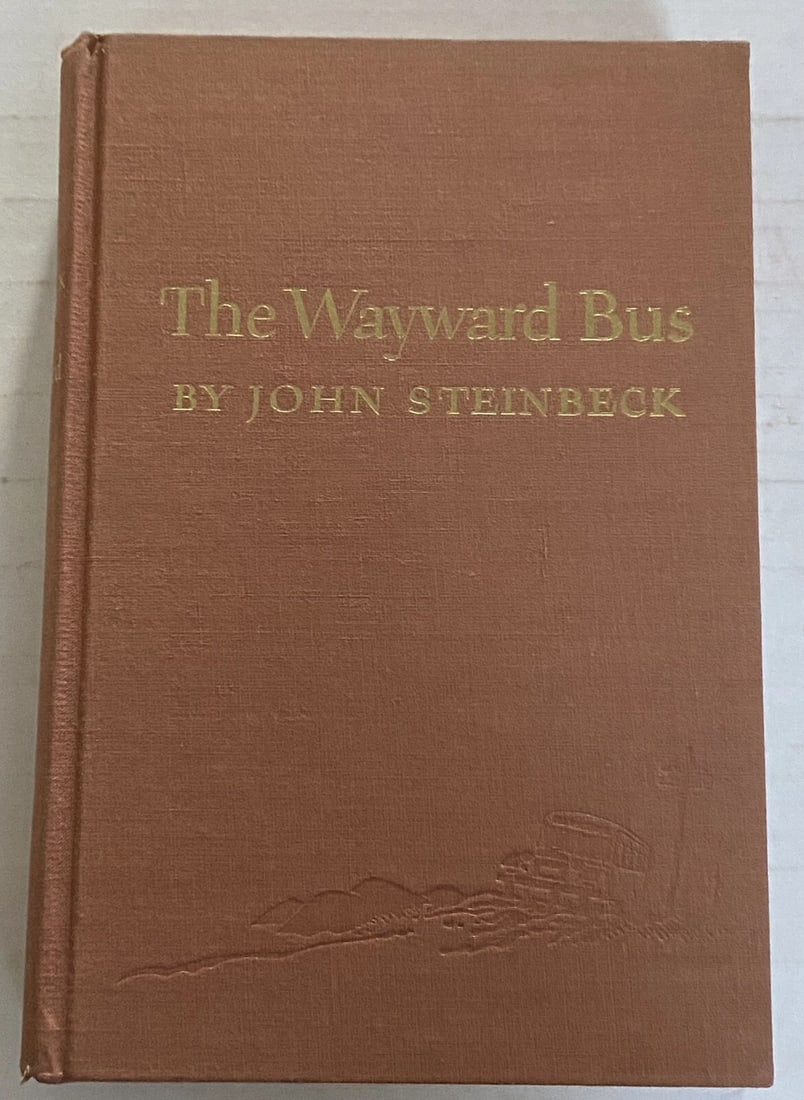 The Wayward Bus
BY JOHN STEINBECK